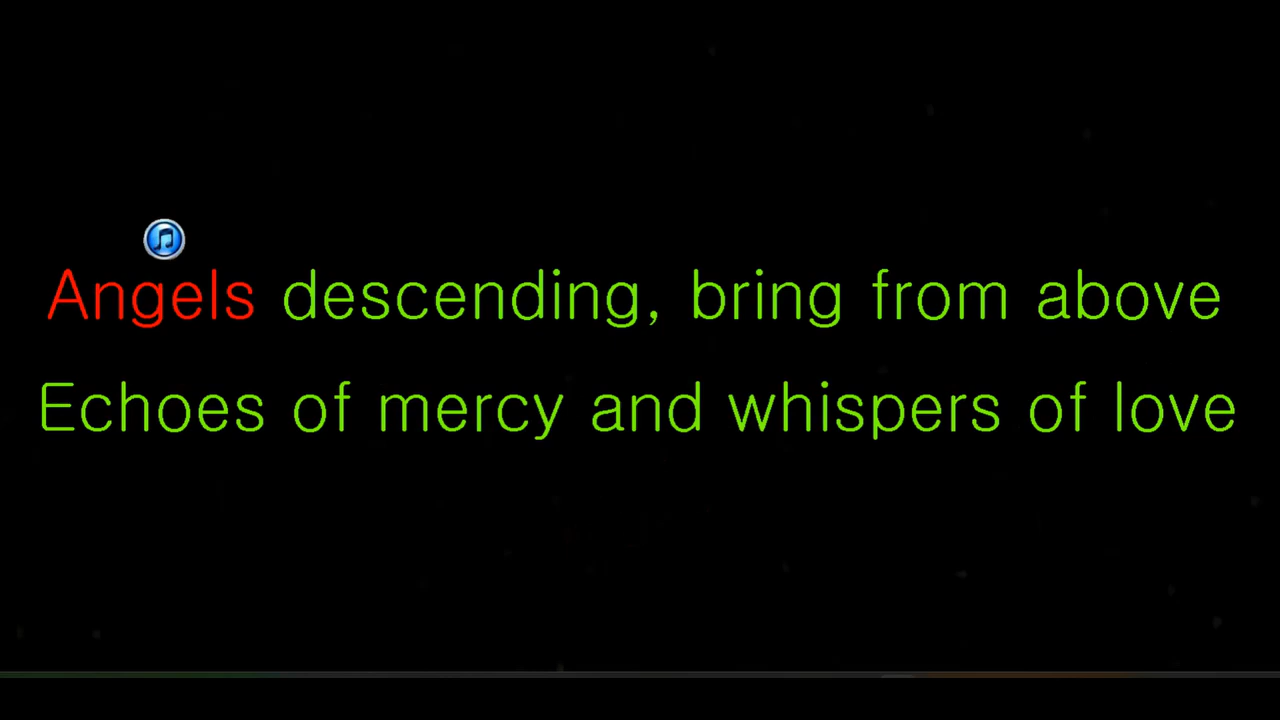 Angels descending, bring from above
Echoes of mercy and whispers of love